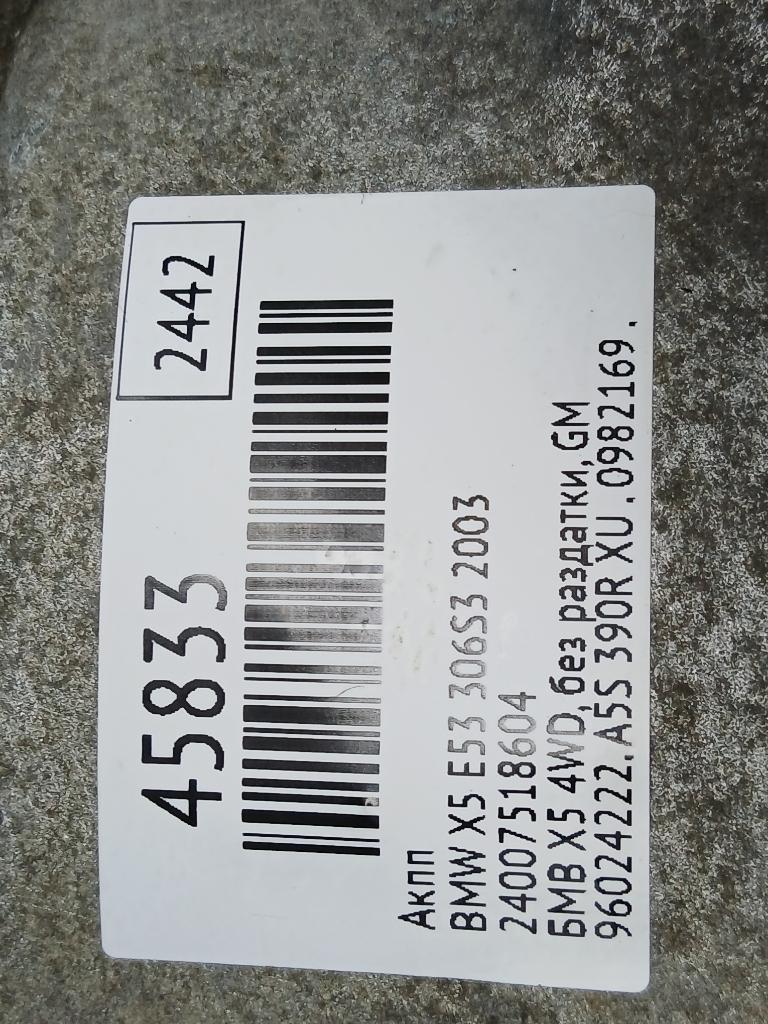 45833
2442
Акпп
BMW X5 E53 306S3 2003
24007518604
БМВ X5 4WD,без раздатки,GM
96024222. A5S 390R XU .0982169 .